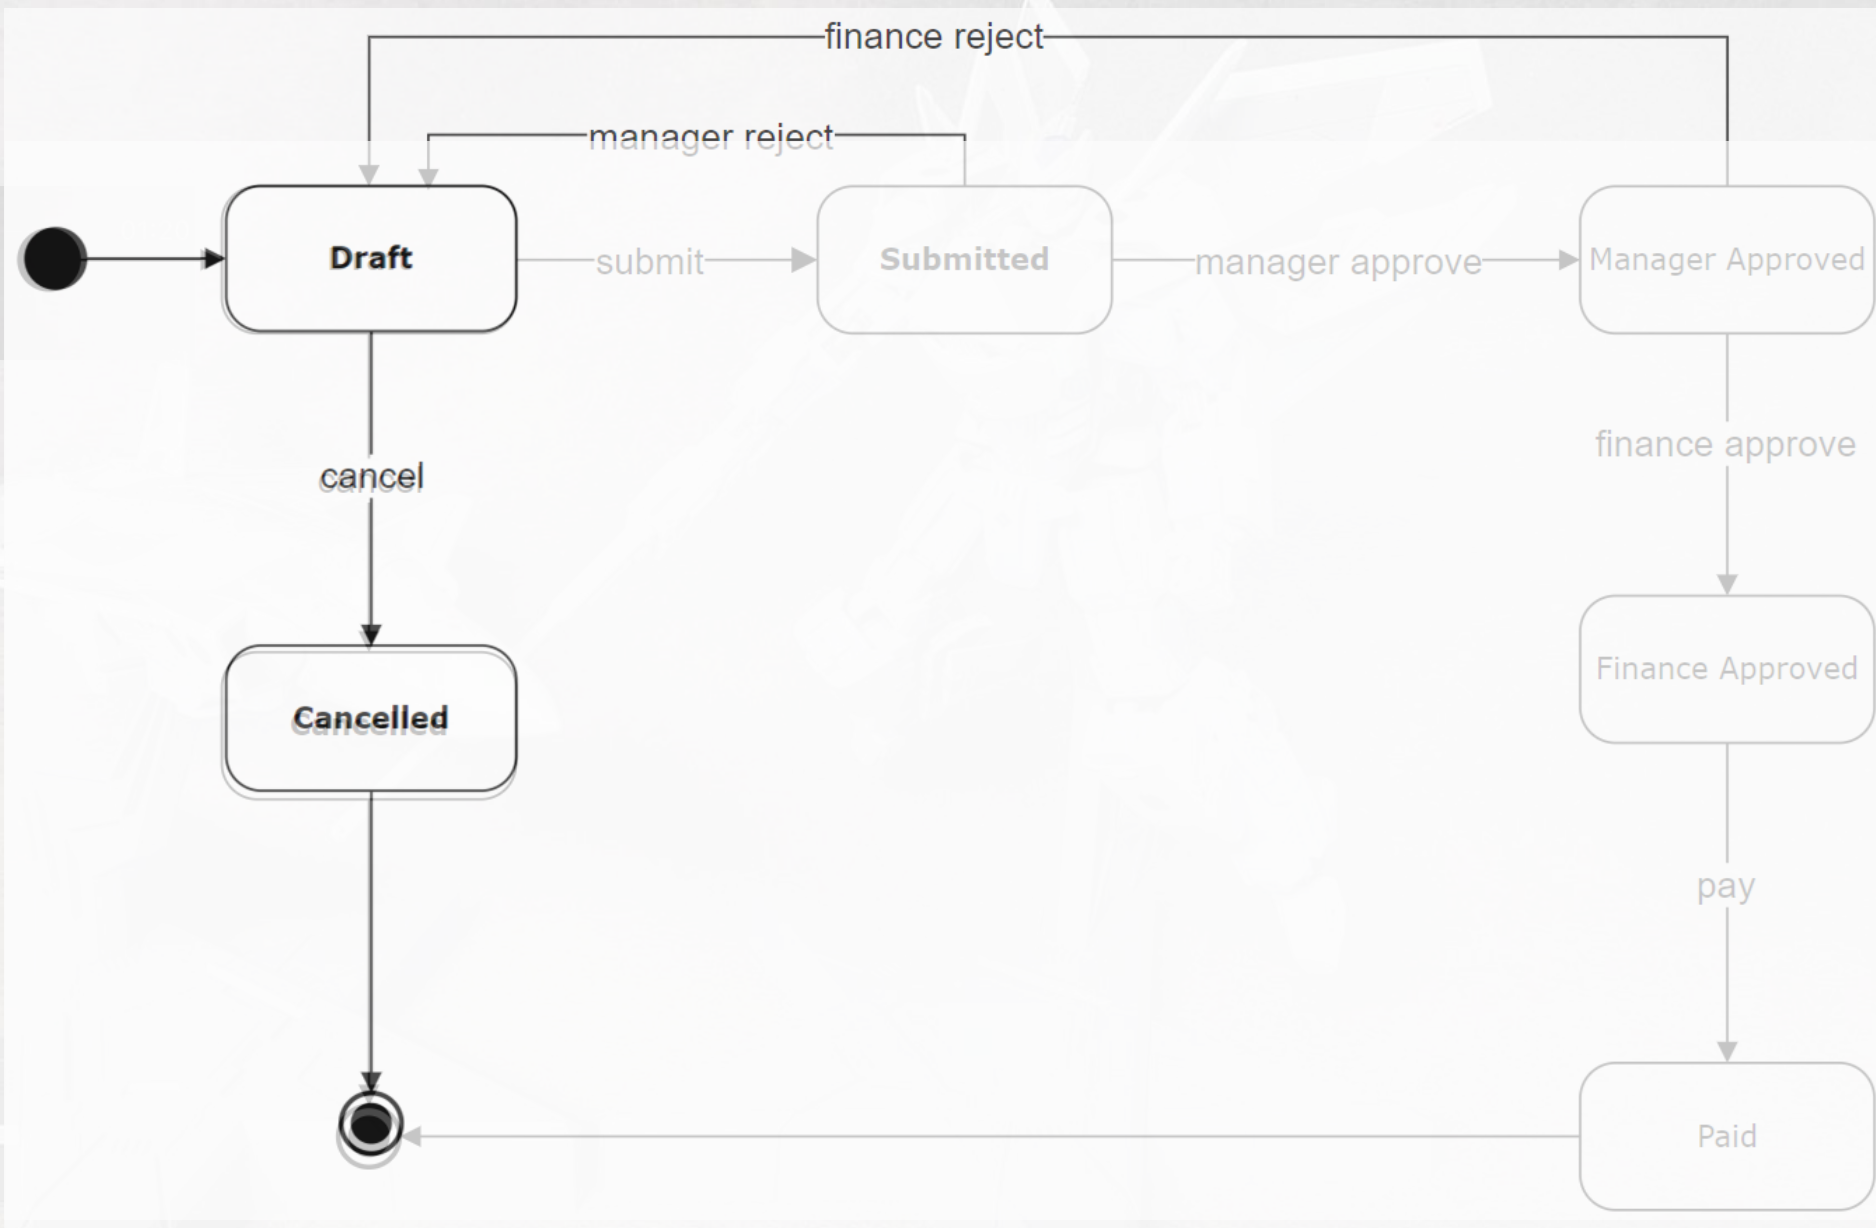 finance reject
manager reject
Draft
submit
Submitted
manager approve
Manager Approved
finance approve
cancel
Finance Approved
Cancelled
pay
Paid